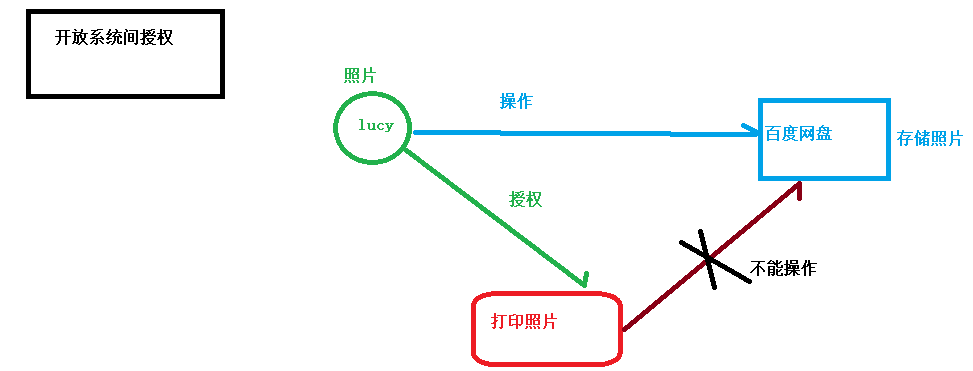 开放系统间授权
照片
lucy
操作
百度网盘
存储照片
授权
不能操作
打印照片